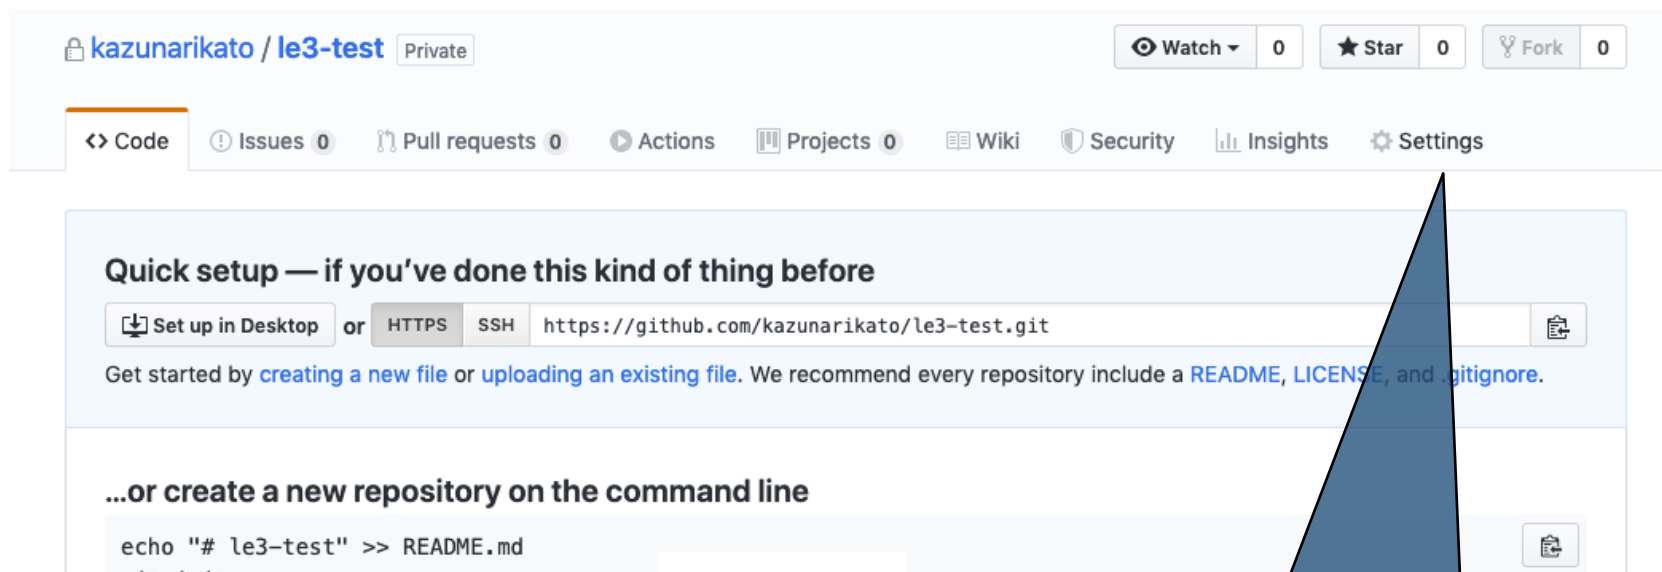 kazunarikato / le3-test Private Watch 0 Star 0 Fork 0
Code Issues 0 Pull requests 0 Actions Projects 0 Wiki Security Insights Settings
Quick setup — if you've done this kind of thing before
Set up in Desktop or HTTPS SSH https://github.com/kazunarikato/le3-test.git
Get started by creating a new file or uploading an existing file. We recommend every repository include a README, LICENSE, and .gitignore.
...or create a new repository on the command line
echo "# le3-test" >> README.md